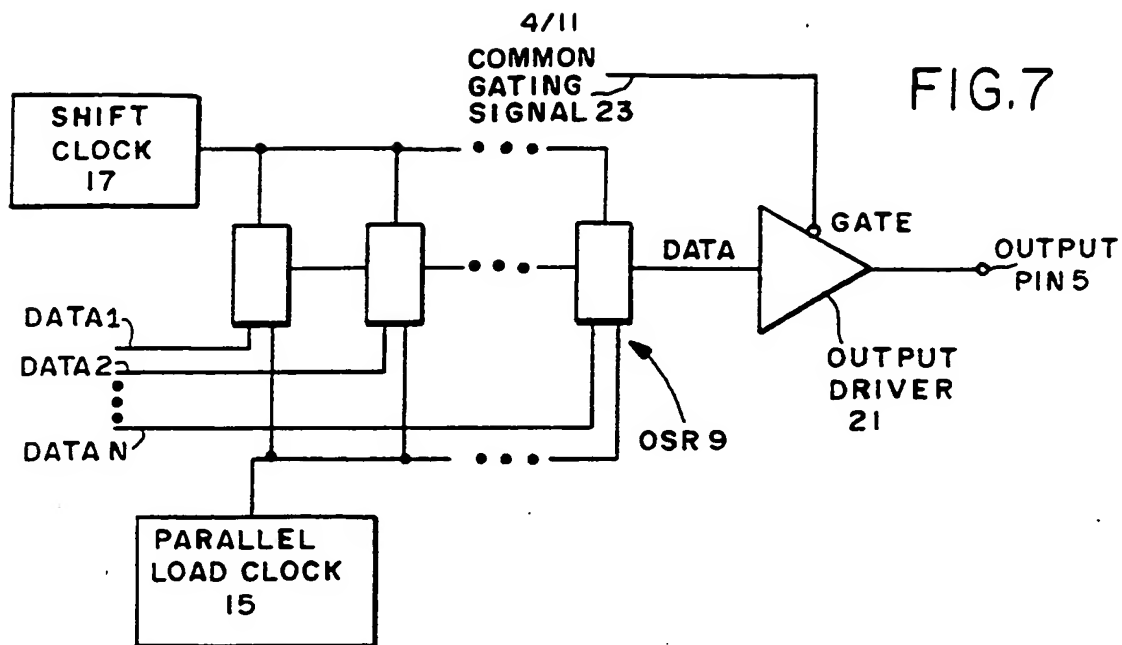 4/11
COMMON
GATING
SIGNAL 23
FIG.7
SHIFT
CLOCK
17
GATE
DATA
OUTPUT
PIN 5
DATA1
DATA2
DATA N
OUTPUT
DRIVER
21
OSR 9
PARALLEL
LOAD CLOCK
15